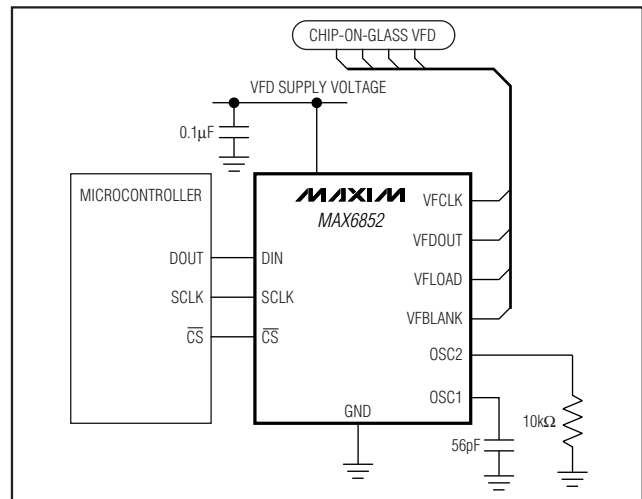 CHIP-ON-GLASS VFD
VFD SUPPLY VOLTAGE
0.1µF
MICROCONTROLLER
DOUT
SCLK
CS
MAXIM
MAX6852
DIN
SCLK
CS
VFCLK
VFDOUT
VFLOAD
VFBLANK
OSC2
OSC1
GND
56pF
10kΩ